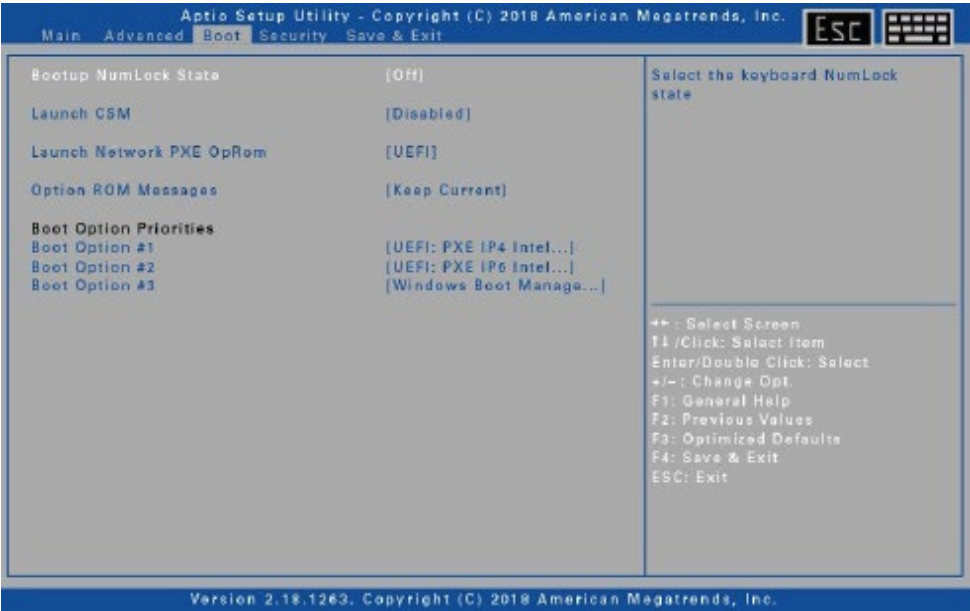 Aptio Setup Utility - Copyright (C) 2018 American Megatrends, Inc.
Main Advanced Boot Security Save & Exit
Esc
Bootup NumLock State [Off]
Launch CSM [Disabled]
Launch Network PXE OpRom [UEFI]
Option ROM Messages [Keep Current]
Boot Option Priorities
Boot Option #1 [UEFI: PXE IP4 Intel...]
Boot Option #2 [UEFI: PXE IP6 Intel...]
Boot Option #3 [Windows Boot Manage...]
Select the keyboard NumLock
state
→←: Select Screen
↑↓/Click: Select Item
Enter/Double Click: Select
+/-: Change Opt.
F1: General Help
F2: Previous Values
F3: Optimized Defaults
F4: Save & Exit
ESC: Exit
Version 2.18.1263. Copyright (C) 2018 American Megatrends, Inc.